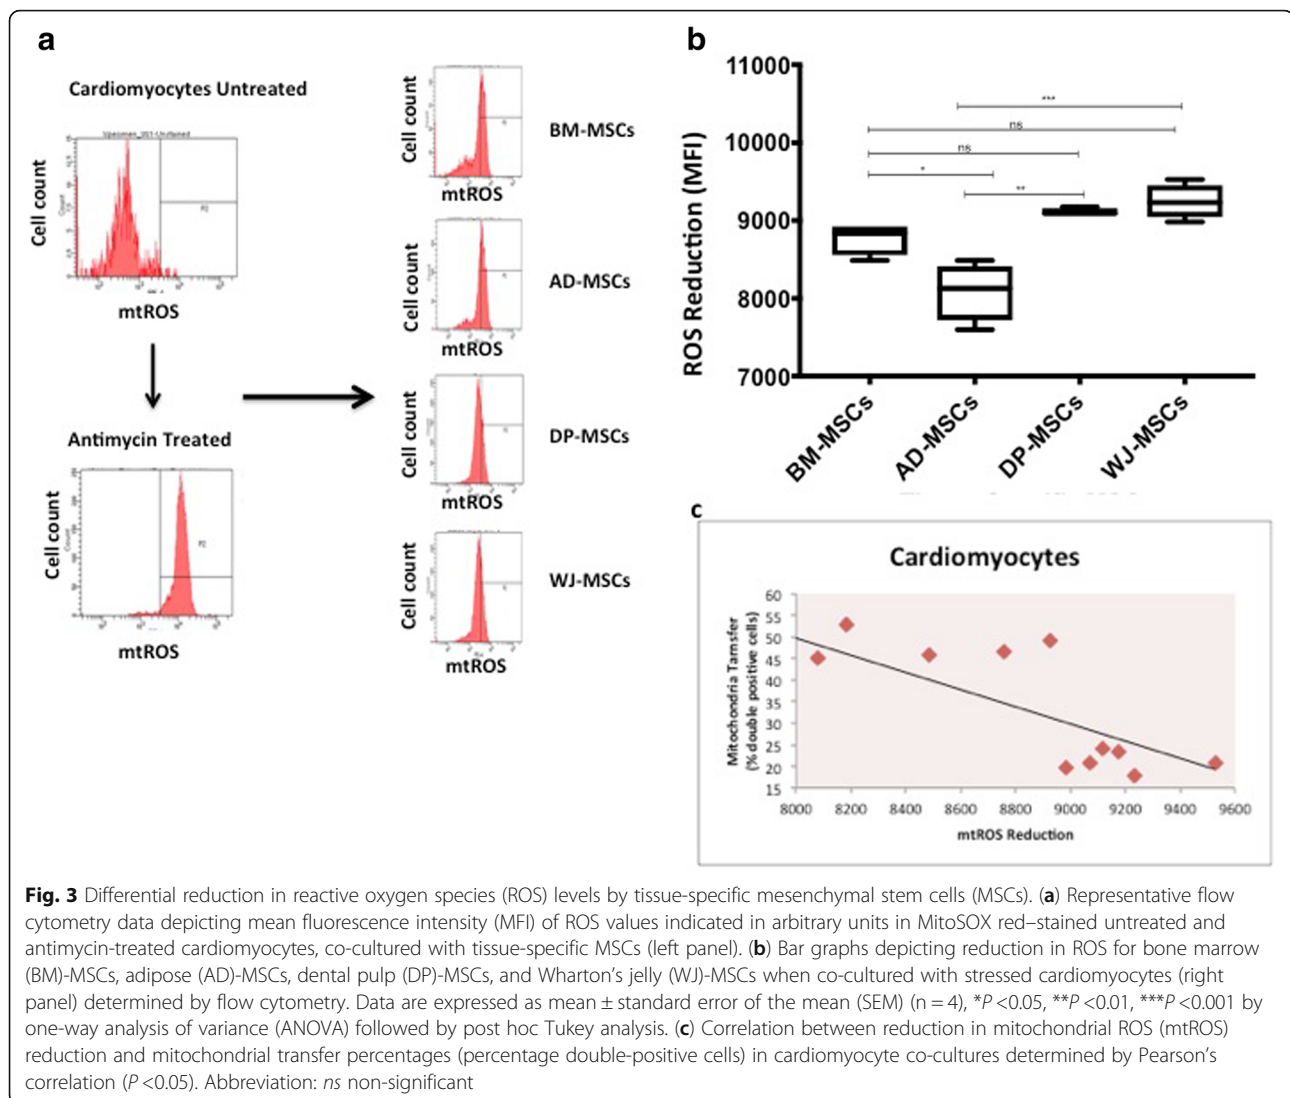 a
Cardiomyocytes Untreated
Cell count
Count
P2
mtROS
Antimycin Treated
Cell count
Count
P2
mtROS
Cell count
mtROS
BM-MSCs
Cell count
mtROS
AD-MSCs
Cell count
mtROS
DP-MSCs
Cell count
mtROS
WJ-MSCs
b
ROS Reduction (MFI)
11000
10000
9000
8000
7000
***
ns
ns
*
**
BM-MSCs
AD-MSCs
DP-MSCs
WJ-MSCs
c
Cardiomyocytes
Mitochondria Tarnsfer
(% double positive cells)
60
55
50
45
40
35
30
25
20
15
8000 8200 8400 8600 8800 9000 9200 9400 9600
mtROS Reduction
Fig. 3 Differential reduction in reactive oxygen species (ROS) levels by tissue-specific mesenchymal stem cells (MSCs). (a) Representative flow
cytometry data depicting mean fluorescence intensity (MFI) of ROS values indicated in arbitrary units in MitoSOX red–stained untreated and
antimycin-treated cardiomyocytes, co-cultured with tissue-specific MSCs (left panel). (b) Bar graphs depicting reduction in ROS for bone marrow
(BM)-MSCs, adipose (AD)-MSCs, dental pulp (DP)-MSCs, and Wharton's jelly (WJ)-MSCs when co-cultured with stressed cardiomyocytes (right
panel) determined by flow cytometry. Data are expressed as mean ± standard error of the mean (SEM) (n = 4), *P <0.05, **P <0.01, ***P <0.001 by
one-way analysis of variance (ANOVA) followed by post hoc Tukey analysis. (c) Correlation between reduction in mitochondrial ROS (mtROS)
reduction and mitochondrial transfer percentages (percentage double-positive cells) in cardiomyocyte co-cultures determined by Pearson's
correlation (P <0.05). Abbreviation: ns non-significant